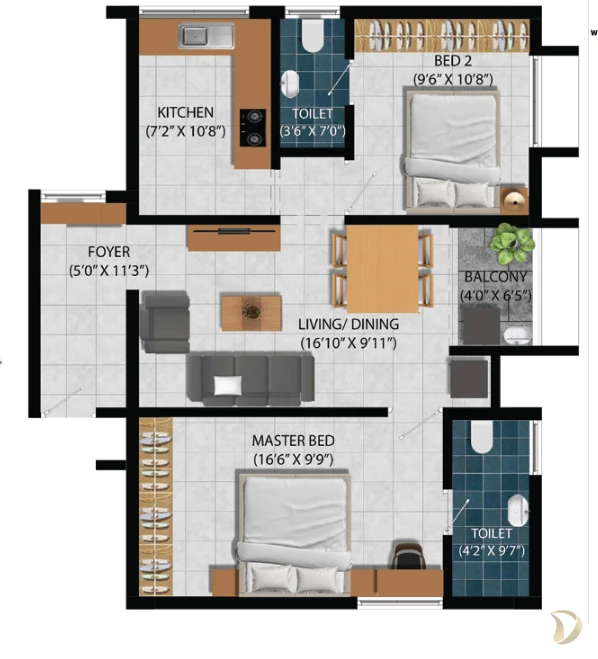 W
BED 2
(9'6" X 10'8")
KITCHEN
(7'2" X 10'8")
TOILET
(3'6" X 7'0")
FOYER
(5'0" X 11'3")
BALCONY
(4'0" X 6'5")
LIVING/ DINING
(16'10" X 9'11")
MASTER BED
(16'6" X 9'9")
TOILET
(4'2" X 9'7")